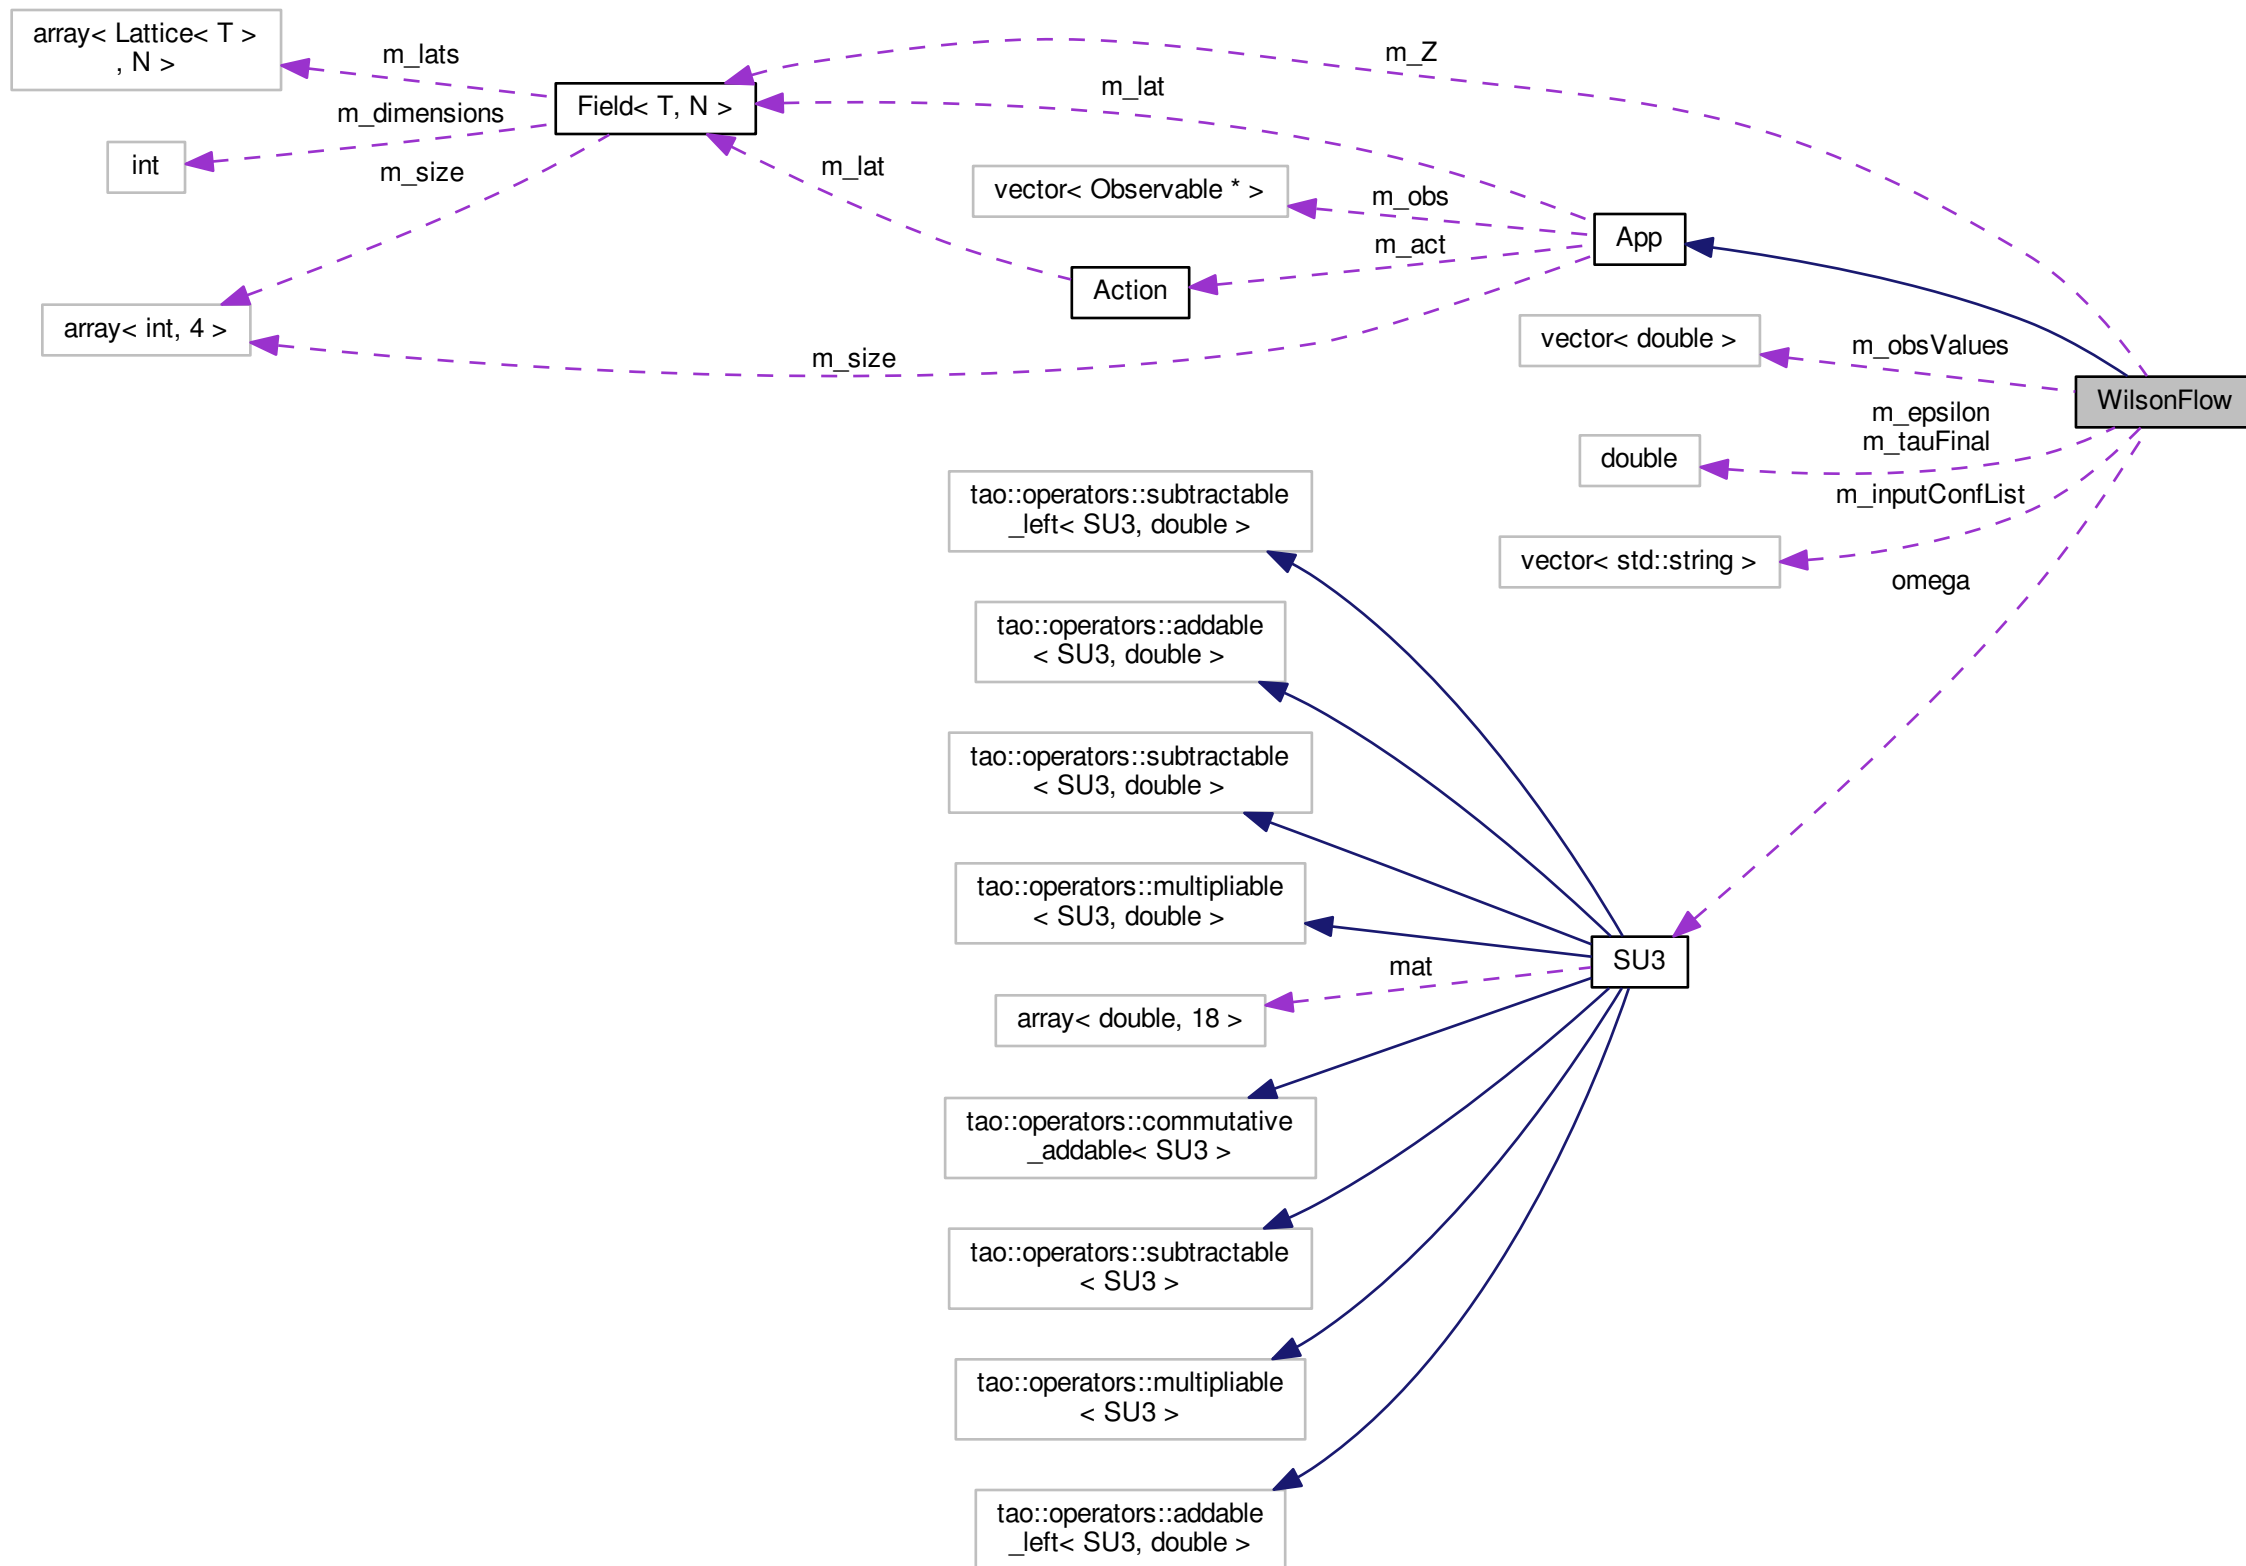 array< Lattice< T >
, N >
m_lats
m_Z
Field< T, N >
m_lat
m_dimensions
int
m_size
m_lat
vector< Observable * >
m_obs
App
m_act
Action
array< int, 4 >
m_size
vector< double >
m_obsValues
WilsonFlow
m_epsilon
m_tauFinal
double
m_inputConfList
vector< std::string >
omega
tao::operators::subtractable
_left< SU3, double >
tao::operators::addable
< SU3, double >
tao::operators::subtractable
< SU3, double >
tao::operators::multipliable
< SU3, double >
SU3
mat
array< double, 18 >
tao::operators::commutative
_addable< SU3 >
tao::operators::subtractable
< SU3 >
tao::operators::multipliable
< SU3 >
tao::operators::addable
_left< SU3, double >